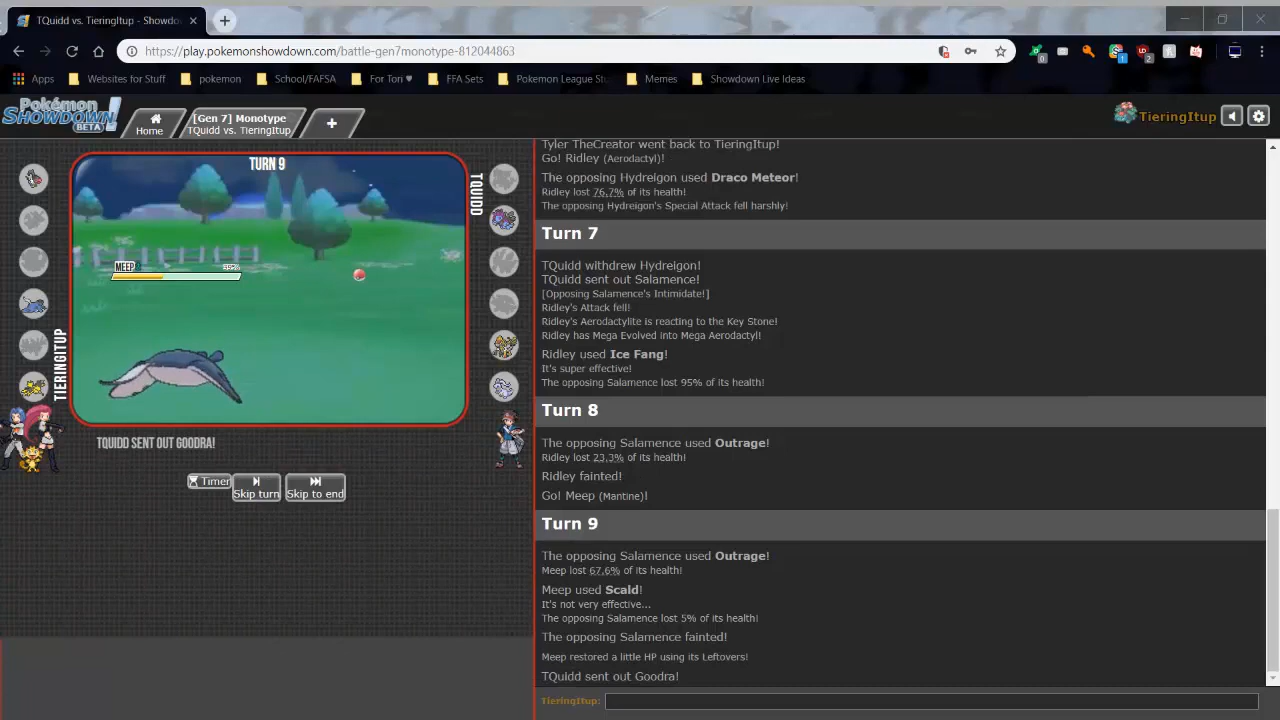 TQuidd vs. TieringItup - Showdo
https://play.pokemonshowdown.com/battle-gen7monotype-812044863
0
1
2
Apps
Websites for Stuff
pokemon
School/FAFSA
For Tori ♥
FFA Sets
Pokemon League Stu
Memes
Showdown Live Ideas
Pokémon
SHOWDOWN!
BETA
Home
[Gen 7] Monotype
TQuidd vs. TieringItup
TieringItup
TURN 9
TQUIDD
MEEP
TIERINGITUP
TQUIDD SENT OUT GOODRA!
Timer
Skip turn
Skip to end
Tyler TheCreator went back to TieringItup!
Go! Ridley (Aerodactyl)!
The opposing Hydreigon used Draco Meteor!
Ridley lost 76.7% of its health!
The opposing Hydreigon's Special Attack fell harshly!
Turn 7
TQuidd withdrew Hydreigon!
TQuidd sent out Salamence!
[Opposing Salamence's Intimidate!]
Ridley's Attack fell!
Ridley's Aerodactylite is reacting to the Key Stone!
Ridley has Mega Evolved into Mega Aerodactyl!
Ridley used Ice Fang!
It's super effective!
The opposing Salamence lost 95% of its health!
Turn 8
The opposing Salamence used Outrage!
Ridley lost 23.3% of its health!
Ridley fainted!
Go! Meep (Mantine)!
Turn 9
The opposing Salamence used Outrage!
Meep lost 67.6% of its health!
Meep used Scald!
It's not very effective...
The opposing Salamence lost 5% of its health!
The opposing Salamence fainted!
Meep restored a little HP using its Leftovers!
TQuidd sent out Goodra!
TieringItup: